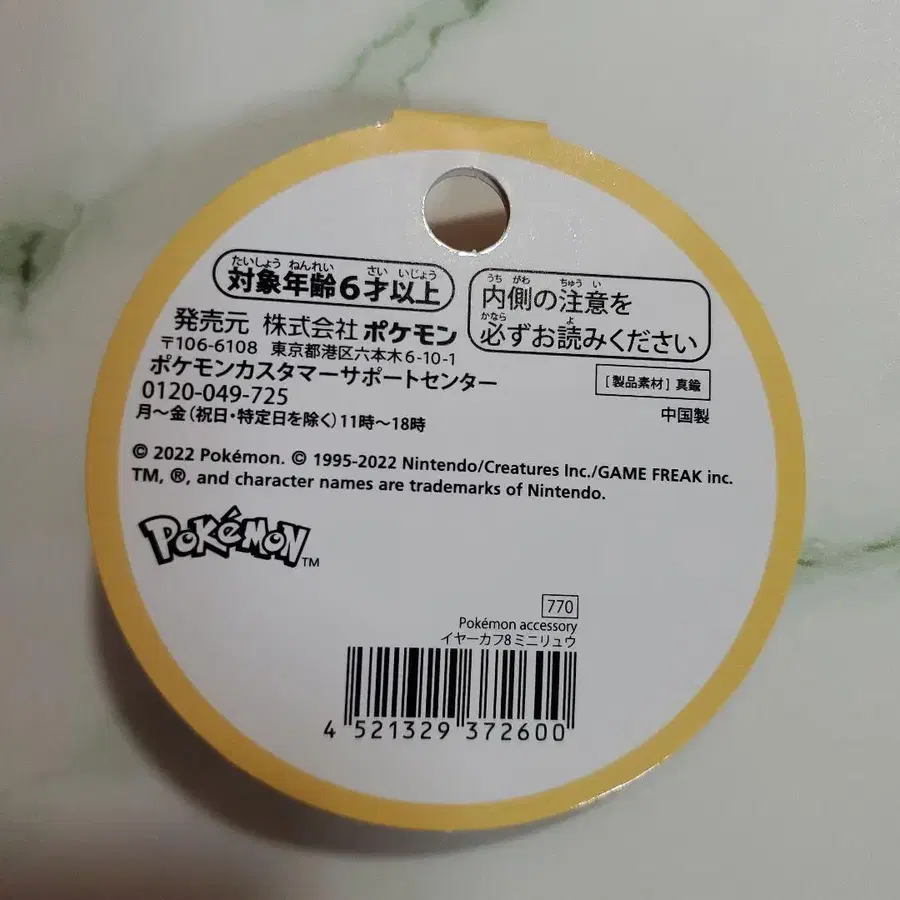 たいしょう ねんれい さい いじょう
対象年齢6才以上
うち がわ ちゅう い
内側の注意を
かなら よ
必ずお読みください
発売元 株式会社 ポケモン
〒106-6108 東京都港区六本木6-10-1
ポケモンカスタマーサポートセンター
0120-049-725
月〜金(祝日・特定日を除く)11時〜18時
[製品素材] 真鍮
中国製
© 2022 Pokémon. © 1995-2022 Nintendo/Creatures Inc./GAME FREAK inc.
TM, ®, and character names are trademarks of Nintendo.
POKéMON TM
770
Pokémon accessory
イヤーカフ8ミニリュウ
4 521329 372600